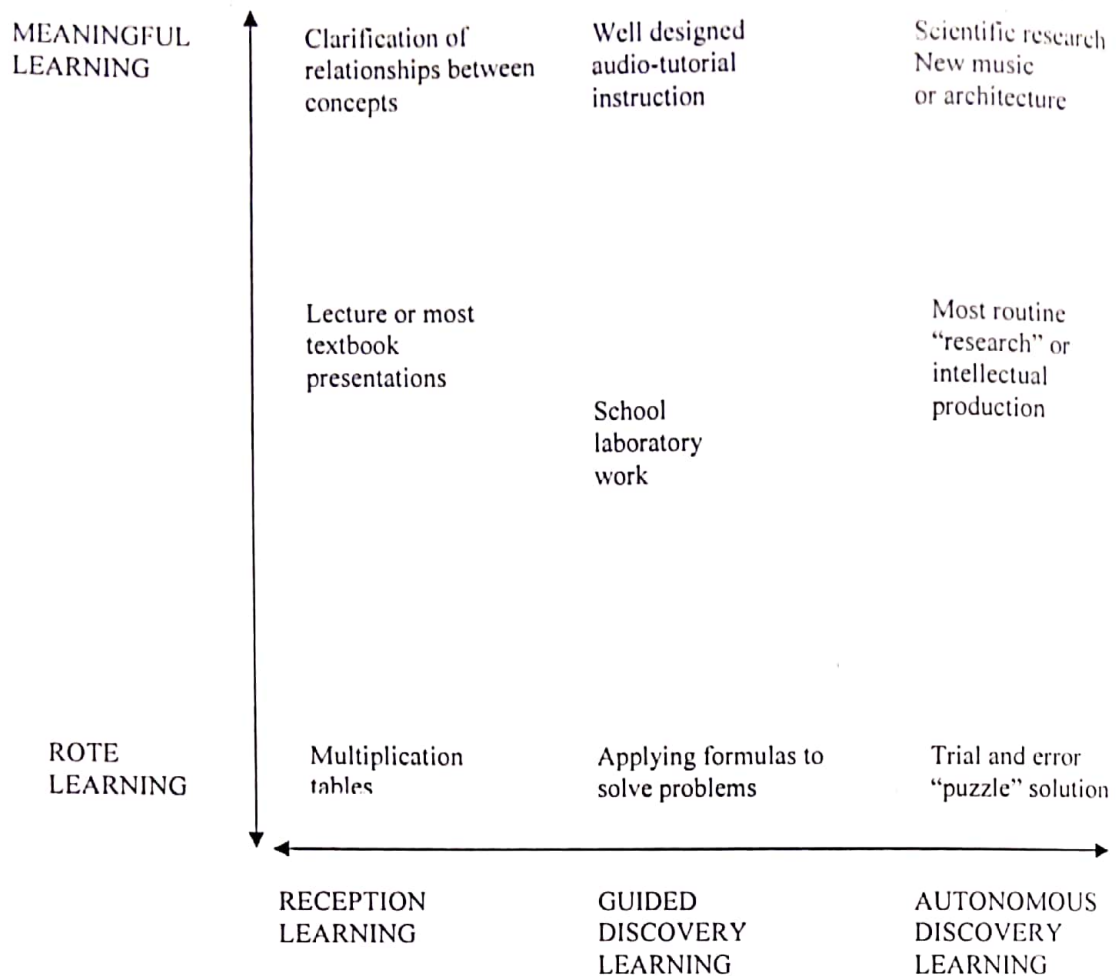 MEANINGFUL
LEARNING
Clarification of
relationships between
concepts
Well designed
audio-tutorial
instruction
Scientific research
New music
or architecture
Lecture or most
textbook
presentations
School
laboratory
work
Most routine
“research” or
intellectual
production
ROTE
LEARNING
Multiplication
tables
Applying formulas to
solve problems
Trial and error
“puzzle” solution
RECEPTION
LEARNING
GUIDED
DISCOVERY
LEARNING
AUTONOMOUS
DISCOVERY
LEARNING